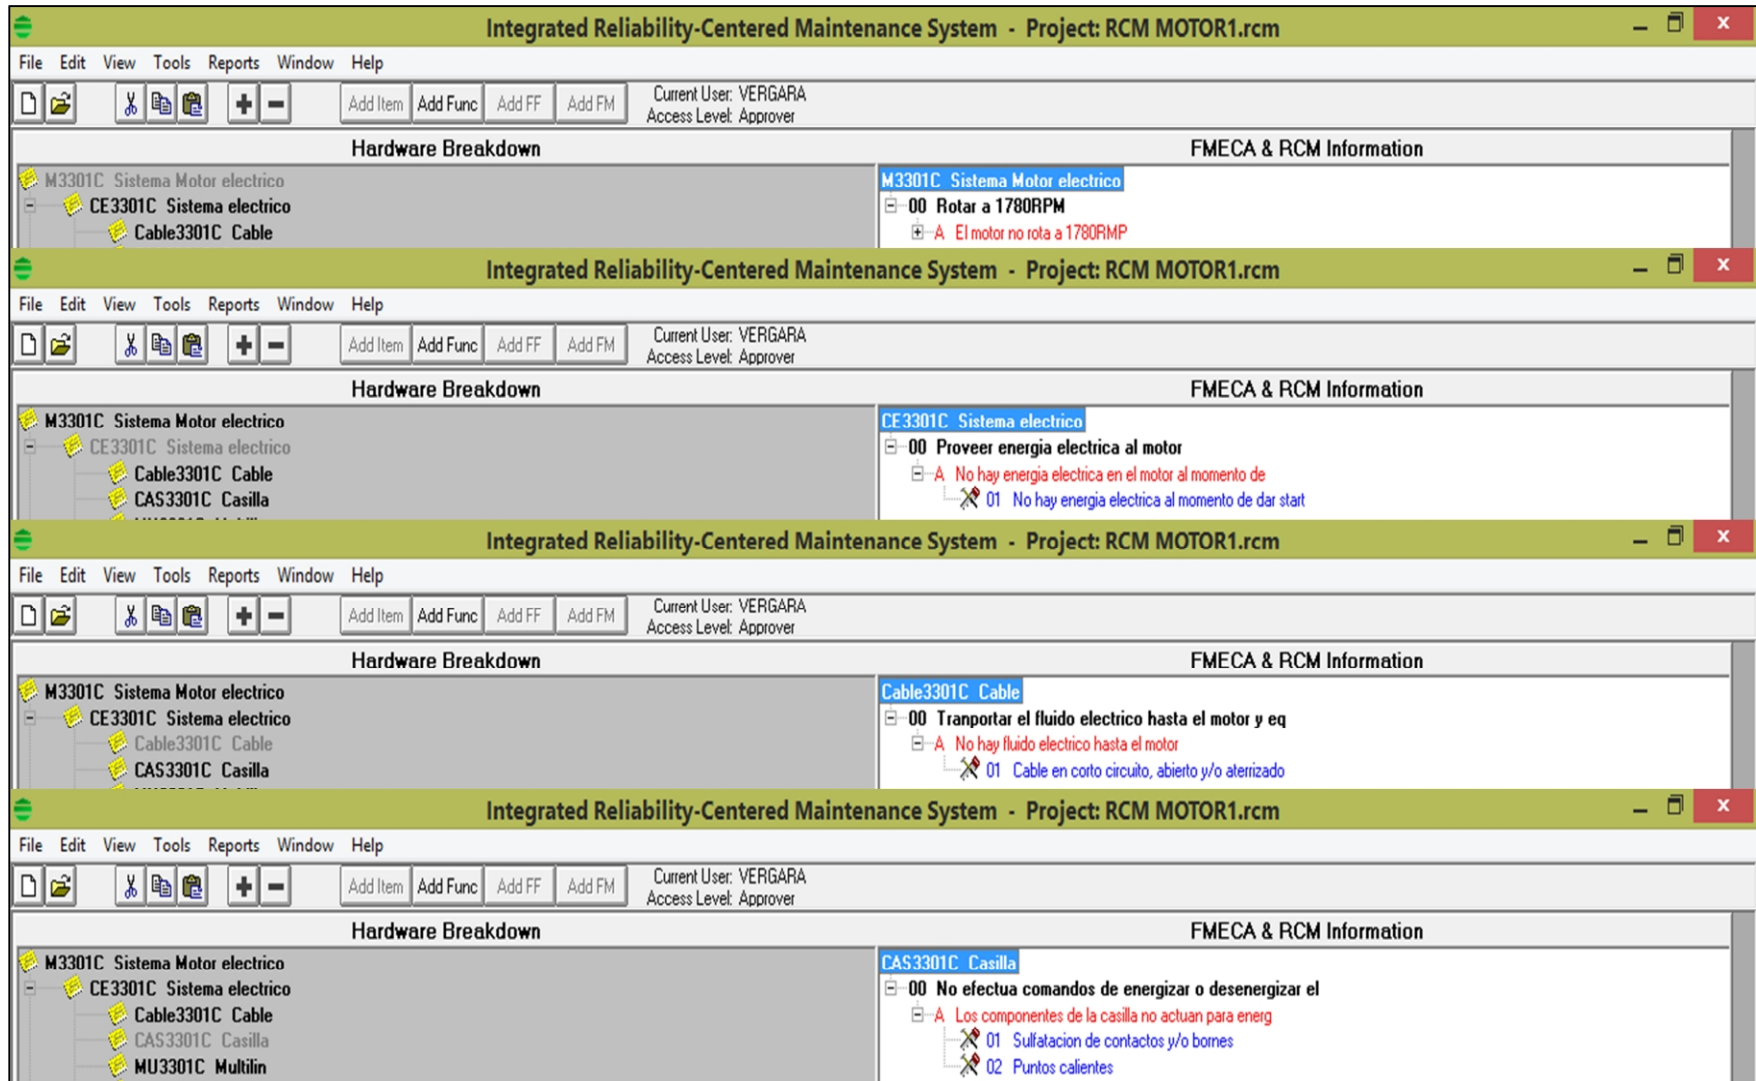 Integrated Reliability-Centered Maintenance System - Project: RCM MOTOR1.rcm
x
File Edit View Tools Reports Window Help
Add Item Add Func Add FF Add FM Current User: VERGARA
Access Level: Approver
Hardware Breakdown FMECA & RCM Information
M3301C Sistema Motor electrico M3301C Sistema Motor electrico
CE3301C Sistema electrico 00 Rotar a 1780RPM
Cable3301C Cable A El motor no rota a 1780RMP
Integrated Reliability-Centered Maintenance System - Project: RCM MOTOR1.rcm
x
File Edit View Tools Reports Window Help
Add Item Add Func Add FF Add FM Current User: VERGARA
Access Level: Approver
Hardware Breakdown FMECA & RCM Information
M3301C Sistema Motor electrico CE3301C Sistema electrico
CE3301C Sistema electrico 00 Proveer energia electrica al motor
Cable3301C Cable A No hay energia electrica en el motor al momento de
CAS3301C Casilla 01 No hay energia electrica al momento de dar start
Integrated Reliability-Centered Maintenance System - Project: RCM MOTOR1.rcm
x
File Edit View Tools Reports Window Help
Add Item Add Func Add FF Add FM Current User: VERGARA
Access Level: Approver
Hardware Breakdown FMECA & RCM Information
M3301C Sistema Motor electrico Cable3301C Cable
CE3301C Sistema electrico 00 Tranportar el fluido electrico hasta el motor y eq
Cable3301C Cable A No hay fluido electrico hasta el motor
CAS3301C Casilla 01 Cable en corto circuito, abierto y/o aterrizado
Integrated Reliability-Centered Maintenance System - Project: RCM MOTOR1.rcm
x
File Edit View Tools Reports Window Help
Add Item Add Func Add FF Add FM Current User: VERGARA
Access Level: Approver
Hardware Breakdown FMECA & RCM Information
M3301C Sistema Motor electrico CAS3301C Casilla
CE3301C Sistema electrico 00 No efectua comandos de energizar o desenergizar el
Cable3301C Cable A Los componentes de la casilla no actuan para energ
CAS3301C Casilla 01 Sulfatacion de contactos y/o bornes
MU3301C Multilin 02 Puntos calientes